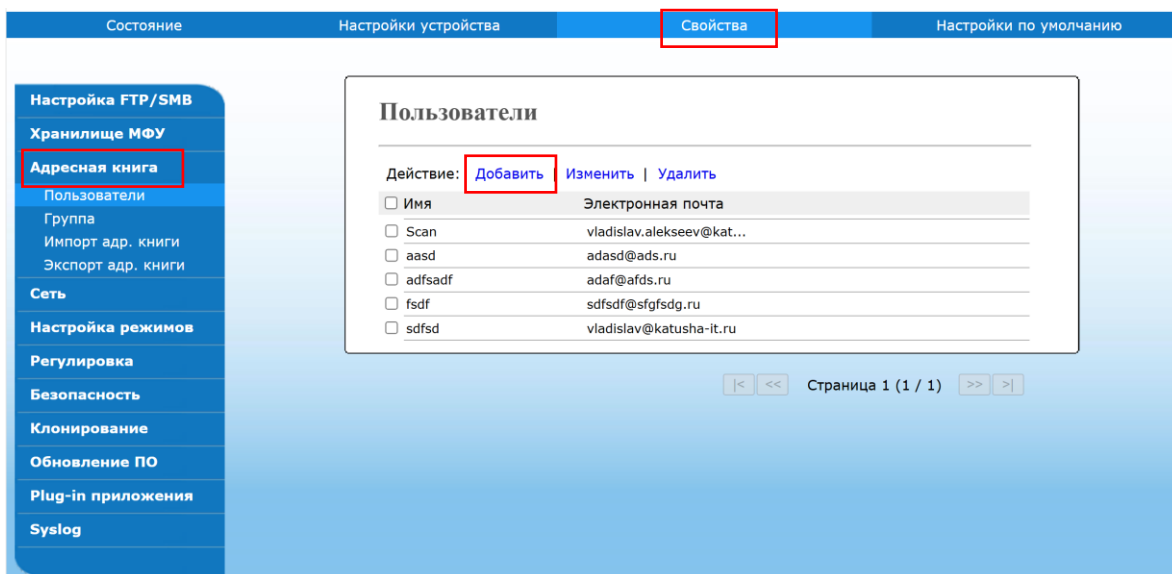 Состояние Настройки устройства Свойства Настройки по умолчанию
Настройка FTP/SMB
Хранилище МФУ
Адресная книга
Пользователи
Группа
Импорт адр. книги
Экспорт адр. книги
Сеть
Настройка режимов
Регулировка
Безопасность
Клонирование
Обновление ПО
Plug-in приложения
Syslog
Пользователи
Действие: Добавить | Изменить | Удалить
Имя Электронная почта
Scan vladislav.alekseev@kat...
aasd adasd@ads.ru
adfsadf adaf@afds.ru
fsdf sdfsdf@sfgfsdg.ru
sdfsd vladislav@katusha-it.ru
|< << Страница 1 (1 / 1) >> >|